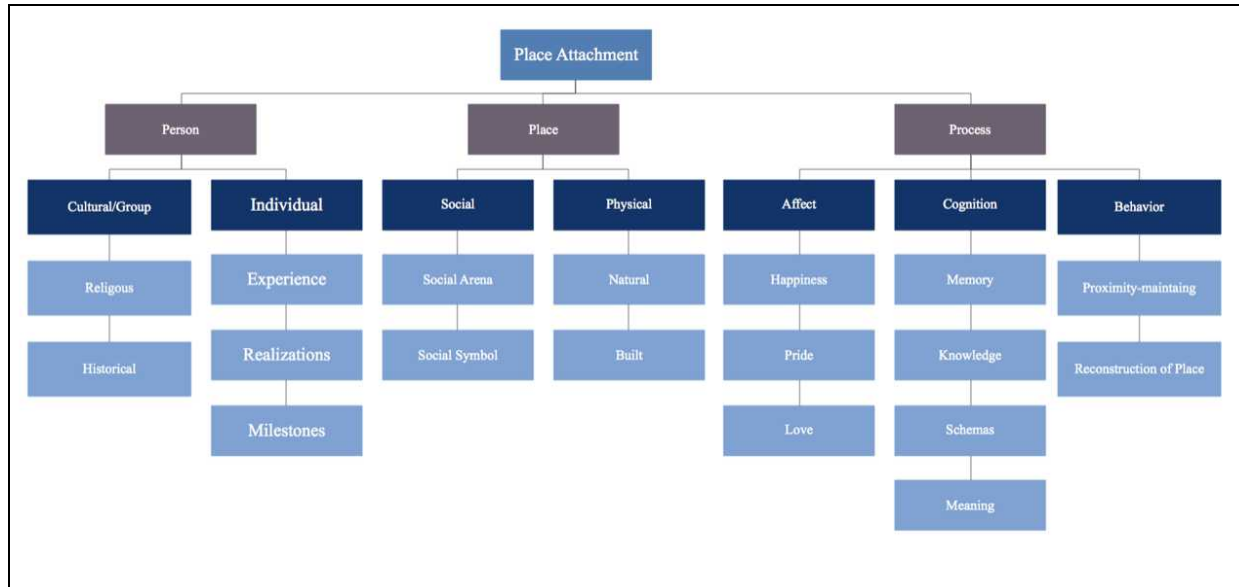 Place Attachment
Person
Place
Process
Cultural/Group
Individual
Social
Physical
Affect
Cognition
Behavior
Religous
Experience
Social Arena
Natural
Happiness
Memory
Proximity-maintaing
Historical
Realizations
Social Symbol
Built
Pride
Knowledge
Reconstruction of Place
Milestones
Love
Schemas
Meaning